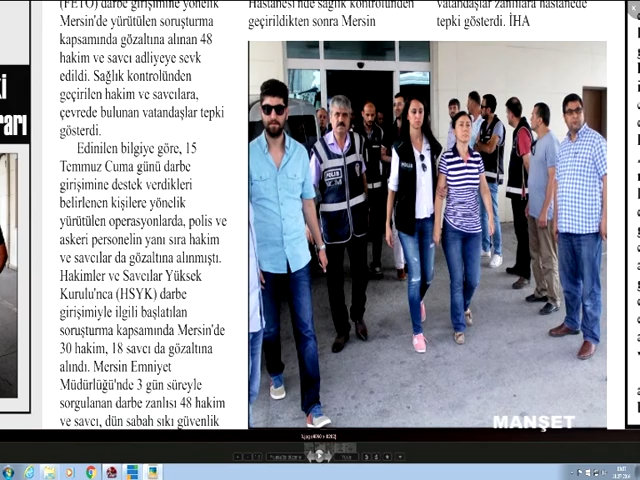 (FETÖ) darbe girişimine yönelik
Mersin'de yürütülen soruşturma
kapsamında gözaltına alınan 48
hakim ve savcı adliyeye sevk
edildi. Sağlık kontrolünden
geçirilen hakim ve savcılara,
çevrede bulunan vatandaşlar tepki
gösterdi.
Edinilen bilgiye göre, 15
Temmuz Cuma günü darbe
girişimine destek verdikleri
belirlenen kişilere yönelik
yürütülen operasyonlarda, polis ve
askeri personelin yanı sıra hakim
ve savcılar da gözaltına alınmıştı.
Hakimler ve Savcılar Yüksek
Kurulu'nca (HSYK) darbe
girişimiyle ilgili başlatılan
soruşturma kapsamında Mersin'de
30 hakim, 18 savcı da gözaltına
alındı. Mersin Emniyet
Müdürlüğü'nde 3 gün süreyle
sorgulanan darbe zanlısı 48 hakim
ve savcı, dün sabah sıkı güvenlik
Hastanesi'nde sağlık kontrolünden
geçirildikten sonra Mersin
vatandaşlar zanlılara hastanede
tepki gösterdi. İHA
POLİS
POLİS
MANŞET